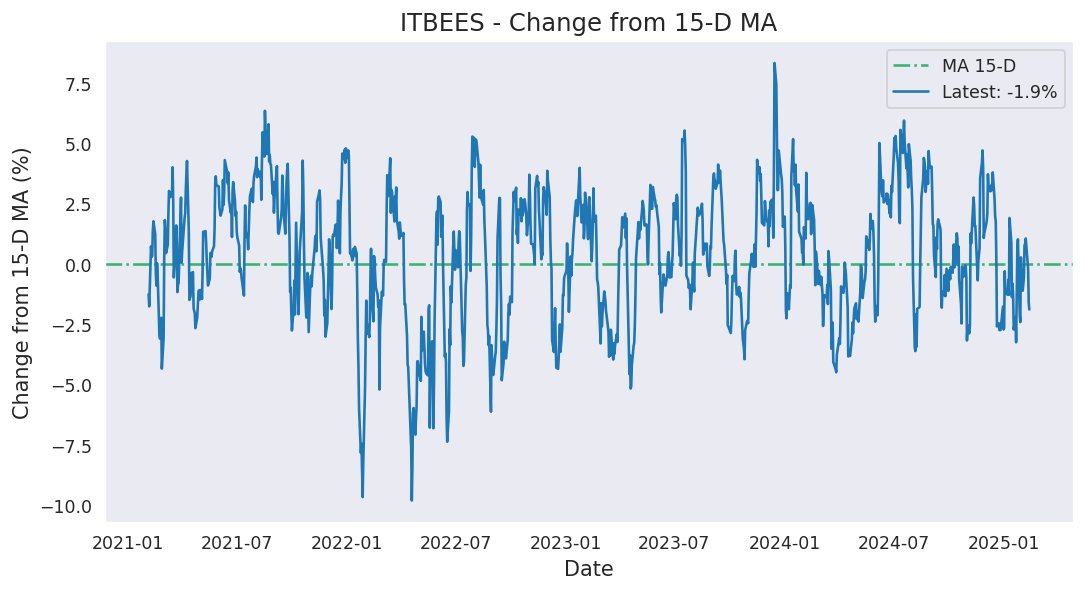 ITBEES - Change from 15-D MA
MA 15-D
Latest: -1.9%
Change from 15-D MA (%)
7.5
5.0
2.5
0.0
−2.5
−5.0
−7.5
−10.0
2021-01 2021-07 2022-01 2022-07 2023-01 2023-07 2024-01 2024-07 2025-01
Date